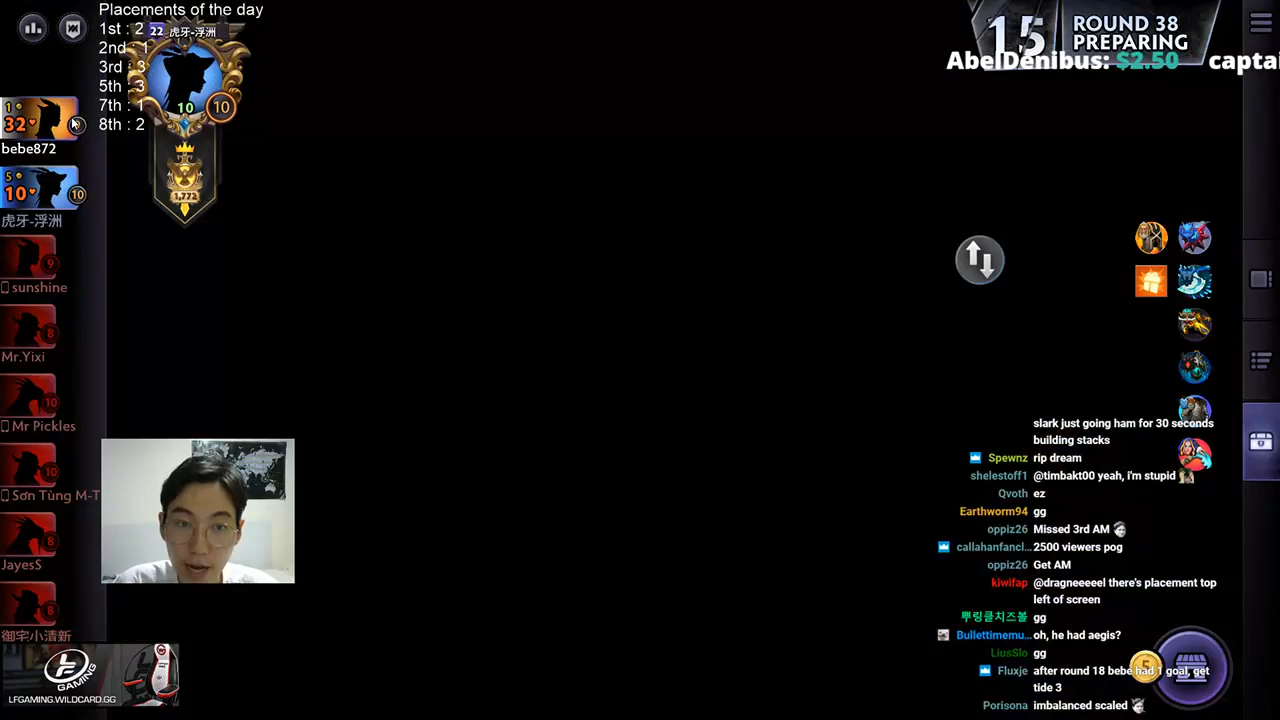 Placements of the day
1st : 2
2nd : 1
3rd : 3
5th : 3
7th : 1
8th : 2
22 虎牙-浮洲
10
10
1,772
15
ROUND 38
PREPARING
AbelDenibus: $2.50 captai
1
32
bebe872
5
10
10
虎牙-浮洲
9
sunshine
8
Mr.Yixi
10
Mr Pickles
10
Sơn Tùng M-T
8
JayesS
8
御宅小清新
LF
GAMING
LFGAMING.WILDCARD.GG
slark just going ham for 30 seconds
building stacks
Spewnz rip dream
shelestoff1 @timbakt00 yeah, i'm stupid
Qvoth ez
Earthworm94 gg
oppiz26 Missed 3rd AM
callahanfancl... 2500 viewers pog
oppiz26 Get AM
kiwifap @dragneeeeel there's placement top
left of screen
뿌링클치즈볼 gg
Bullettimemu... oh, he had aegis?
LiusSlo gg
Fluxje after round 18 bebe had 1 goal, get
tide 3
Porisona imbalanced scaled
5